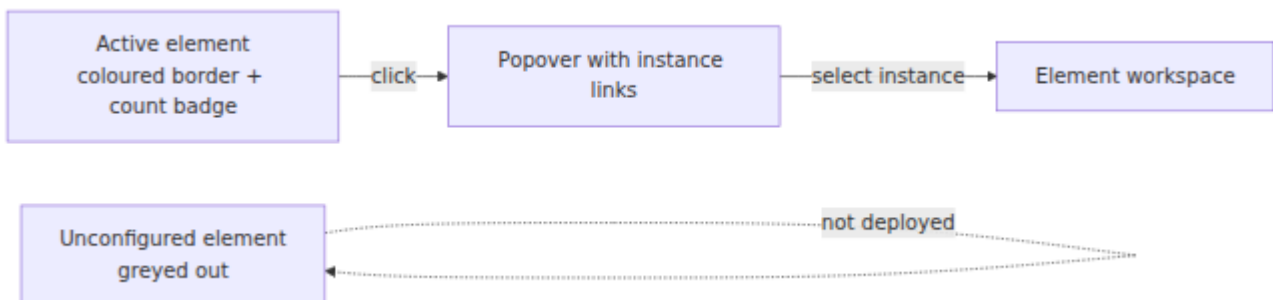 Active element
coloured border +
count badge
click
Popover with instance
links
select instance
Element workspace
Unconfigured element
greyed out
not deployed